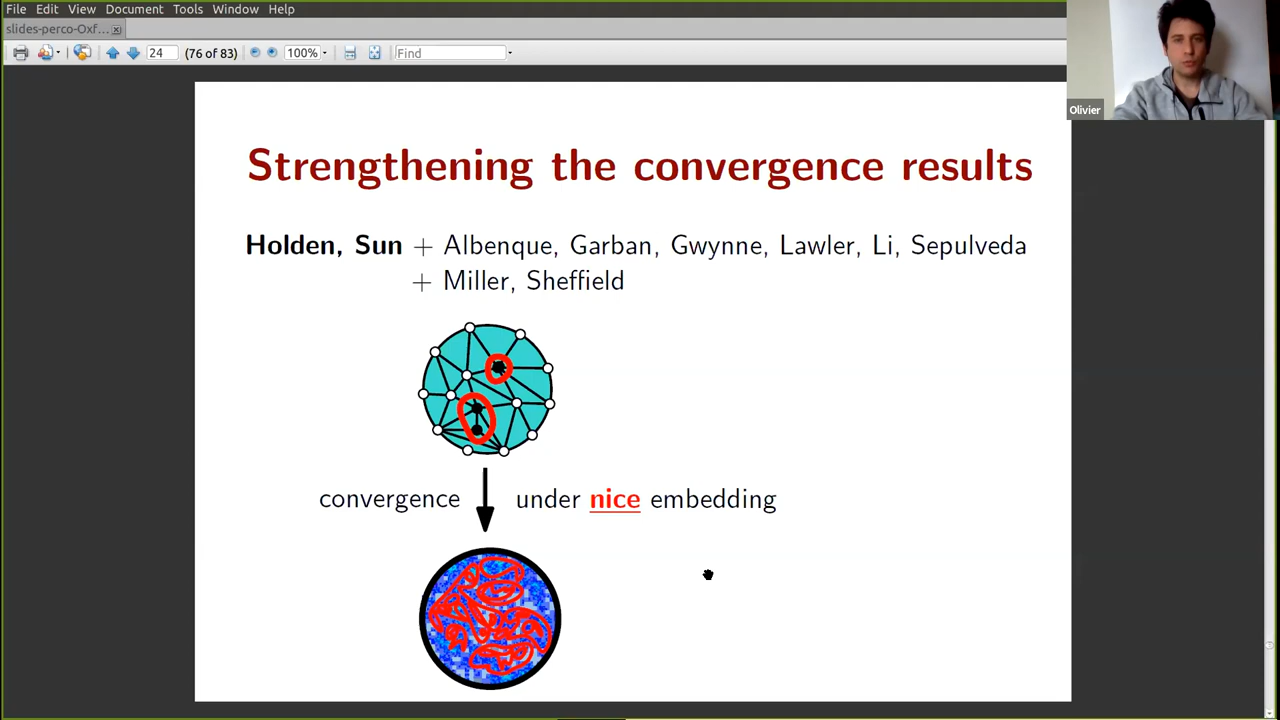 File Edit View Document Tools Window Help
slides-perco-Oxf...
24 (76 of 83) 100% Find
Olivier
Strengthening the convergence results
Holden, Sun + Albenque, Garban, Gwynne, Lawler, Li, Sepulveda
+ Miller, Sheffield
convergence under nice embedding